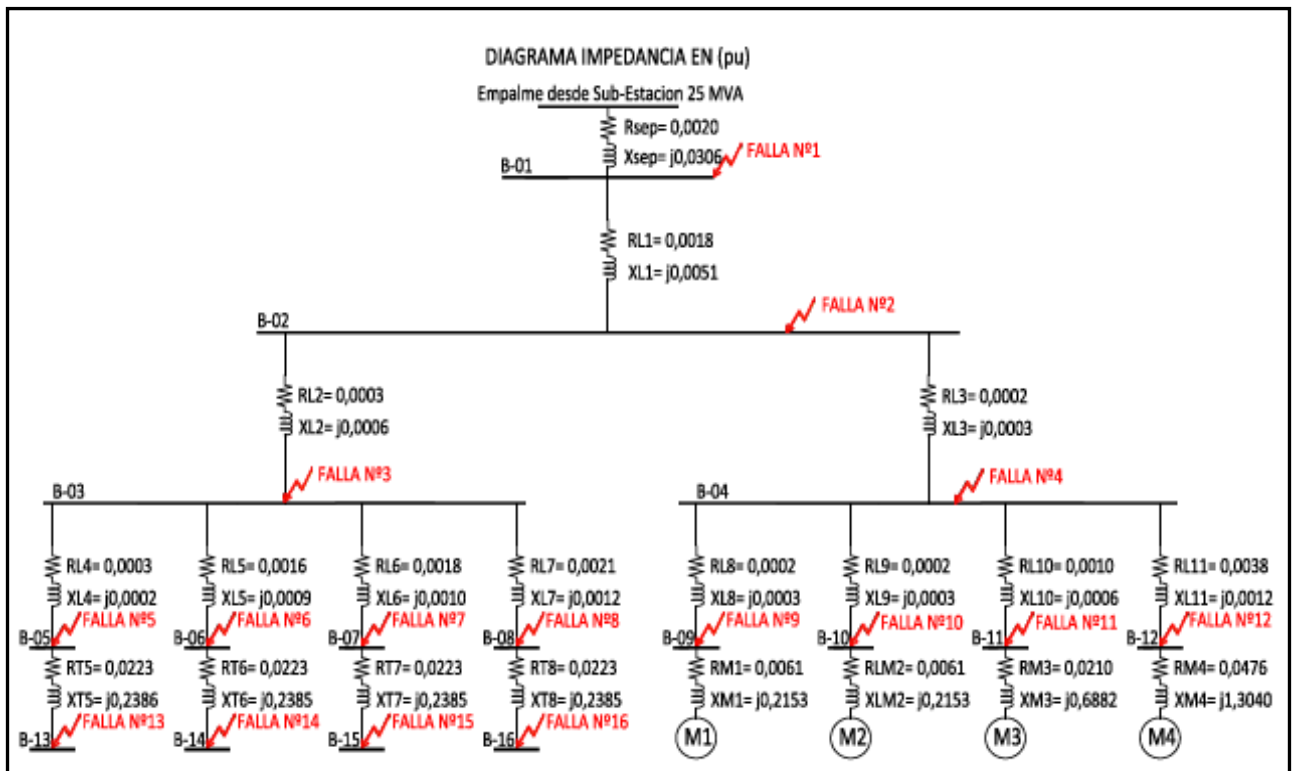 DIAGRAMA IMPEDANCIA EN (pu)
Empalme desde Sub-Estacion 25 MVA
Rsep= 0,0020
Xsep= j0,0306
FALLA Nº1
B-01
RL1= 0,0018
XL1= j0,0051
FALLA Nº2
B-02
RL2= 0,0003
XL2= j0,0006
RL3= 0,0002
XL3= j0,0003
FALLA Nº3
FALLA Nº4
B-03
B-04
RL4= 0,0003
RL5= 0,0016
RL6= 0,0018
RL7= 0,0021
RL8= 0,0002
RL9= 0,0002
RL10= 0,0010
RL11= 0,0038
XL4= j0,0002
XL5= j0,0009
XL6= j0,0010
XL7= j0,0012
XL8= j0,0003
XL9= j0,0003
XL10= j0,0006
XL11= j0,0012
FALLA Nº5
FALLA Nº6
FALLA Nº7
FALLA Nº8
FALLA Nº9
FALLA Nº10
FALLA Nº11
FALLA Nº12
B-05
B-06
B-07
B-08
B-09
B-10
B-11
B-12
RT5= 0,0223
RT6= 0,0223
RT7= 0,0223
RT8= 0,0223
RM1= 0,0061
RLM2= 0,0061
RM3= 0,0210
RM4= 0,0476
XT5= j0,2386
XT6= j0,2385
XT7= j0,2385
XT8= j0,2385
XM1= j0,2153
XLM2= j0,2153
XM3= j0,6882
XM4= j1,3040
FALLA Nº13
FALLA Nº14
FALLA Nº15
FALLA Nº16
B-13
B-14
B-15
B-16
M1
M2
M3
M4